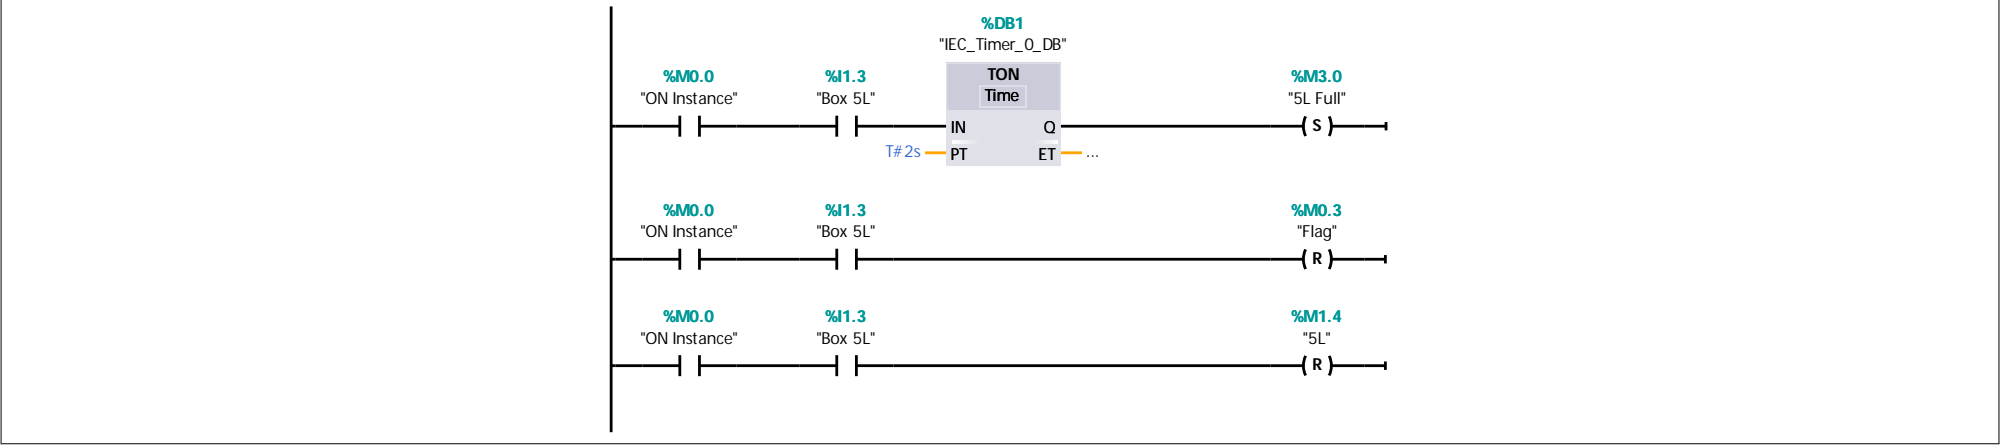 %DB1
"IEC_Timer_0_DB"
%M0.0 %I1.3 TON %M3.0
"ON Instance" "Box 5L" Time "5L Full"
IN Q ( S )
T#2s PT ET ...
%M0.0 %I1.3 %M0.3
"ON Instance" "Box 5L" "Flag"
( R )
%M0.0 %I1.3 %M1.4
"ON Instance" "Box 5L" "5L"
( R )